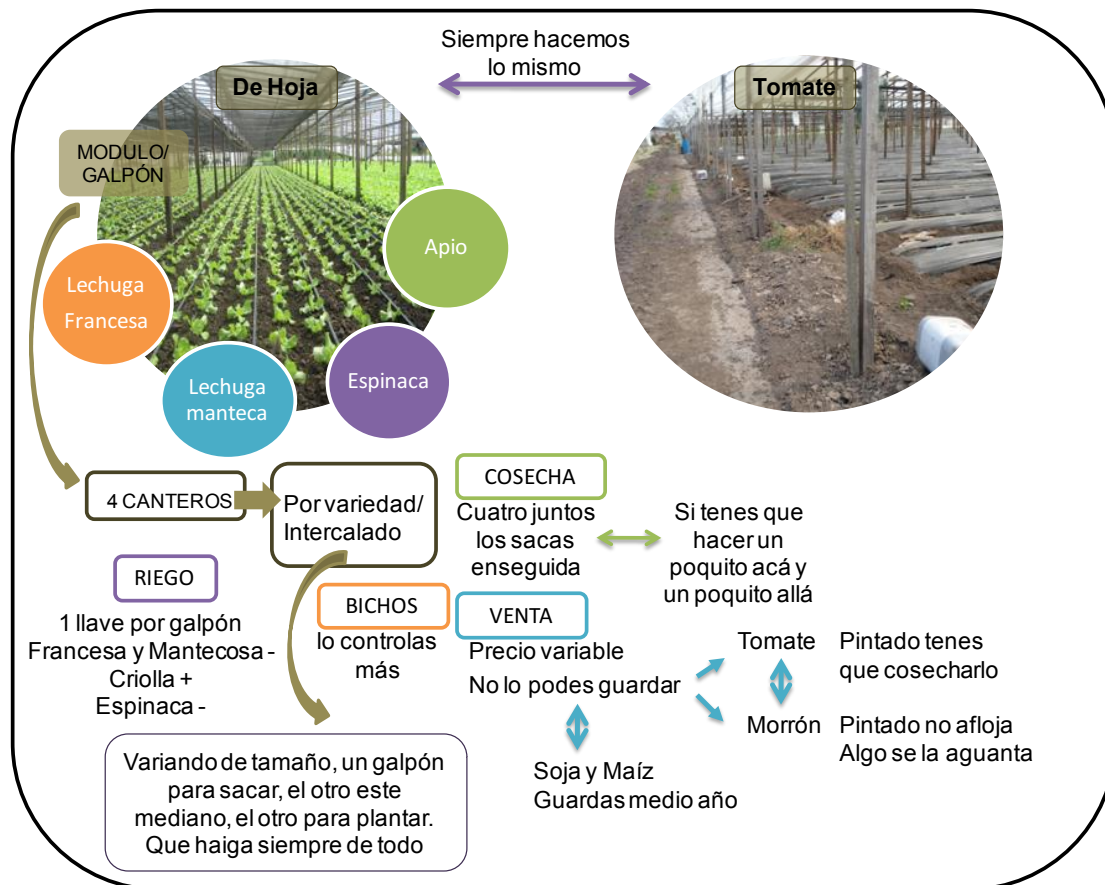 Siempre hacemos
lo mismo
De Hoja
Tomate
MODULO/
GALPÓN
Apio
Lechuga
Francesa
Espinaca
Lechuga
manteca
4 CANTEROS
Por variedad/
Intercalado
COSECHA
Cuatro juntos
los sacas
enseguida
Si tenes que
hacer un
poquito acá y
un poquito allá
RIEGO
1 llave por galpón
Francesa y Mantecosa -
Criolla +
Espinaca -
BICHOS
lo controlas
más
VENTA
Precio variable
No lo podes guardar
Tomate
Pintado tenes
que cosecharlo
Morrón
Pintado no afloja
Algo se la aguanta
Soja y Maíz
Guardas medio año
Variando de tamaño, un galpón
para sacar, el otro este
mediano, el otro para plantar.
Que haiga siempre de todo